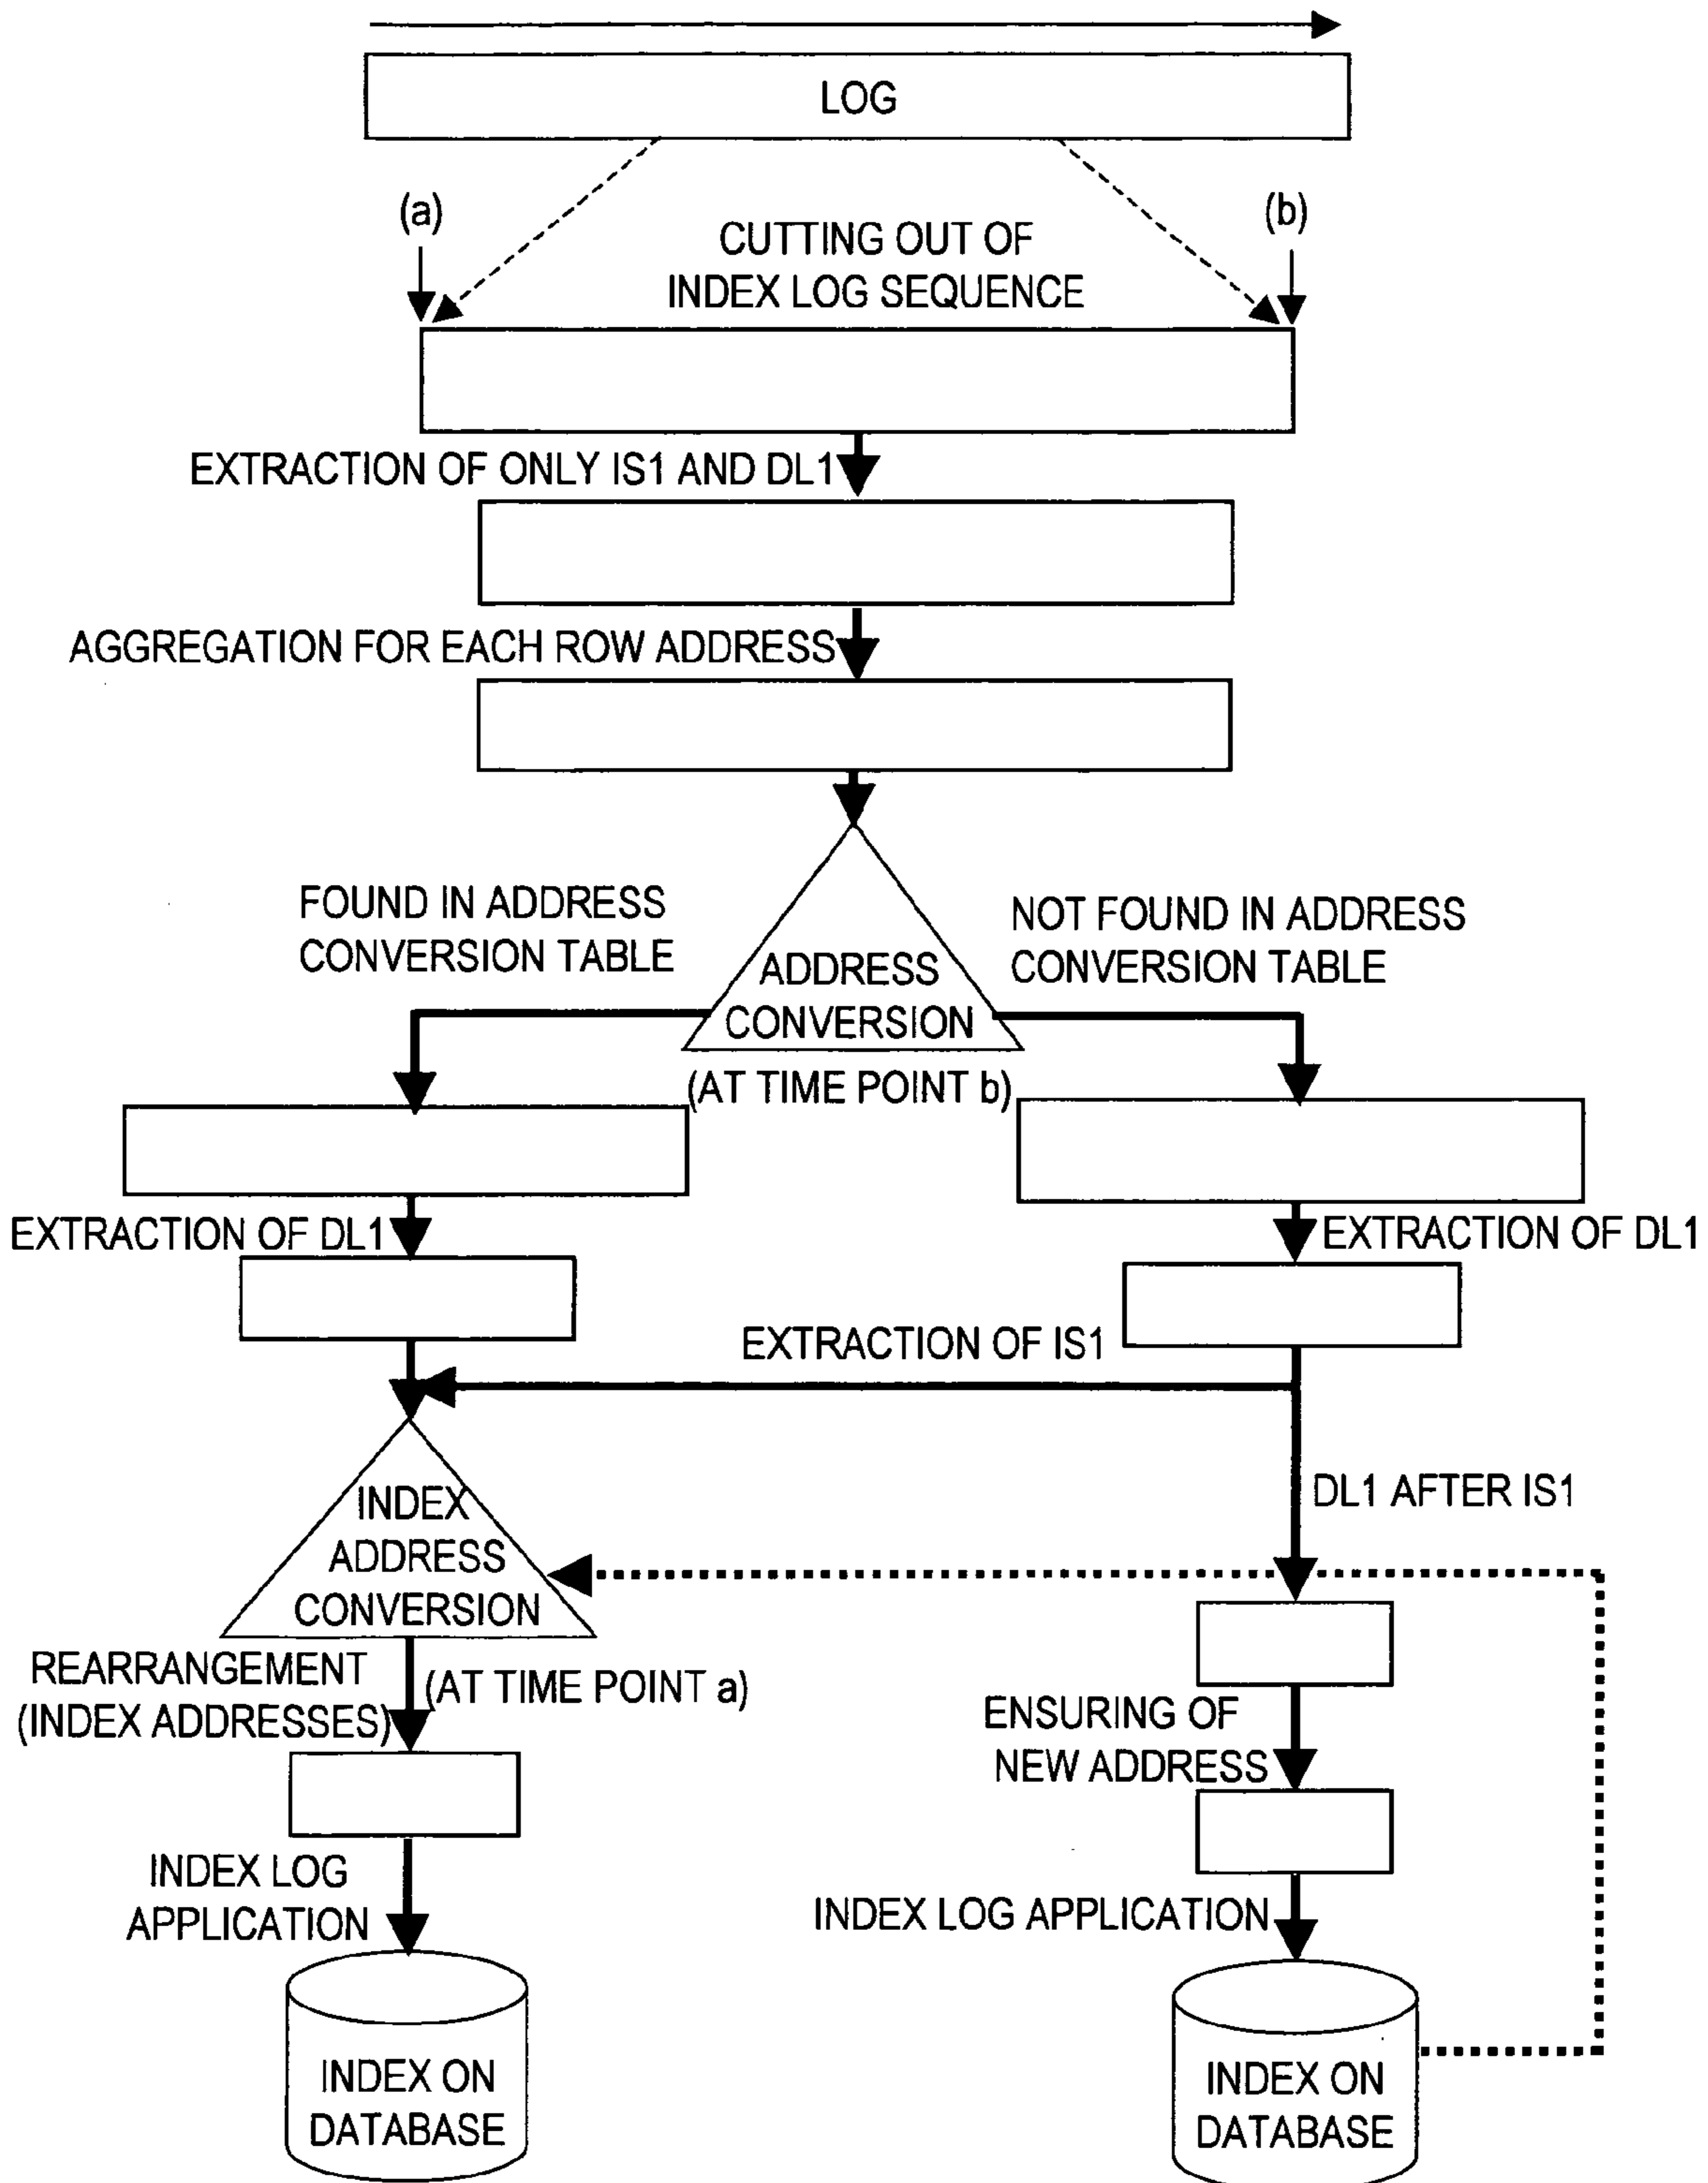 LOG
(a)
(b)
CUTTING OUT OF
INDEX LOG SEQUENCE
EXTRACTION OF ONLY IS1 AND DL1
AGGREGATION FOR EACH ROW ADDRESS
FOUND IN ADDRESS
CONVERSION TABLE
NOT FOUND IN ADDRESS
CONVERSION TABLE
ADDRESS
CONVERSION
(AT TIME POINT b)
EXTRACTION OF DL1
EXTRACTION OF DL1
EXTRACTION OF IS1
DL1 AFTER IS1
INDEX
ADDRESS
CONVERSION
REARRANGEMENT
(INDEX ADDRESSES)
(AT TIME POINT a)
ENSURING OF
NEW ADDRESS
INDEX LOG
APPLICATION
INDEX LOG APPLICATION
INDEX ON
DATABASE
INDEX ON
DATABASE